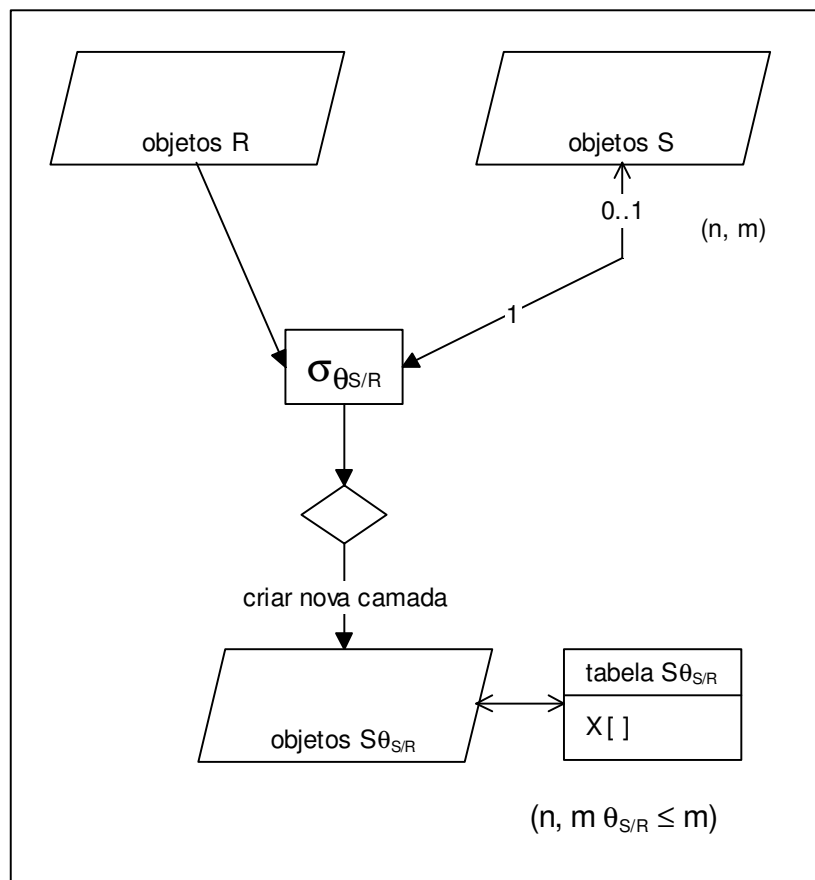 objetos R
objetos S
0..1
(n, m)
1
σθS/R
criar nova camada
tabela SθS/R
objetos SθS/R
X [ ]
(n, m θS/R ≤ m)